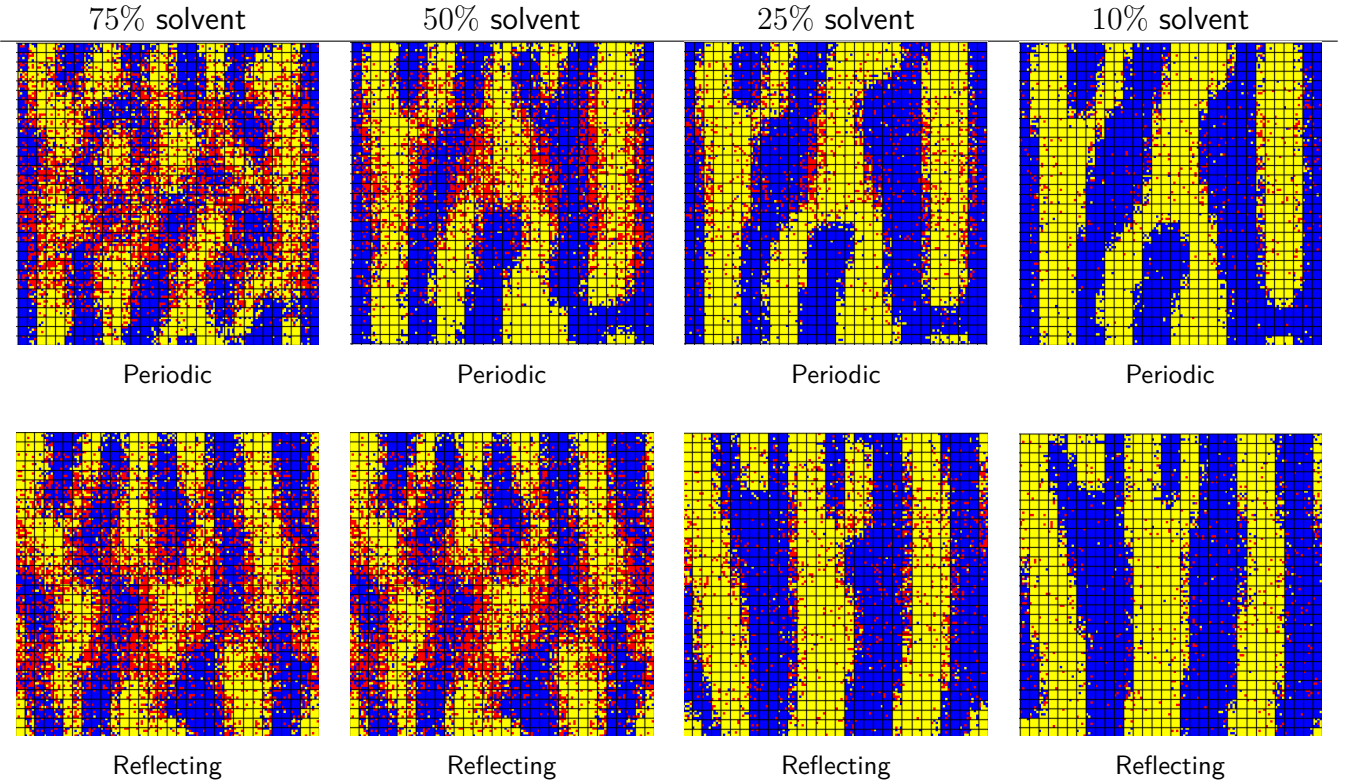 75% solvent 50% solvent 25% solvent 10% solvent
Periodic Periodic Periodic Periodic
Reflecting Reflecting Reflecting Reflecting